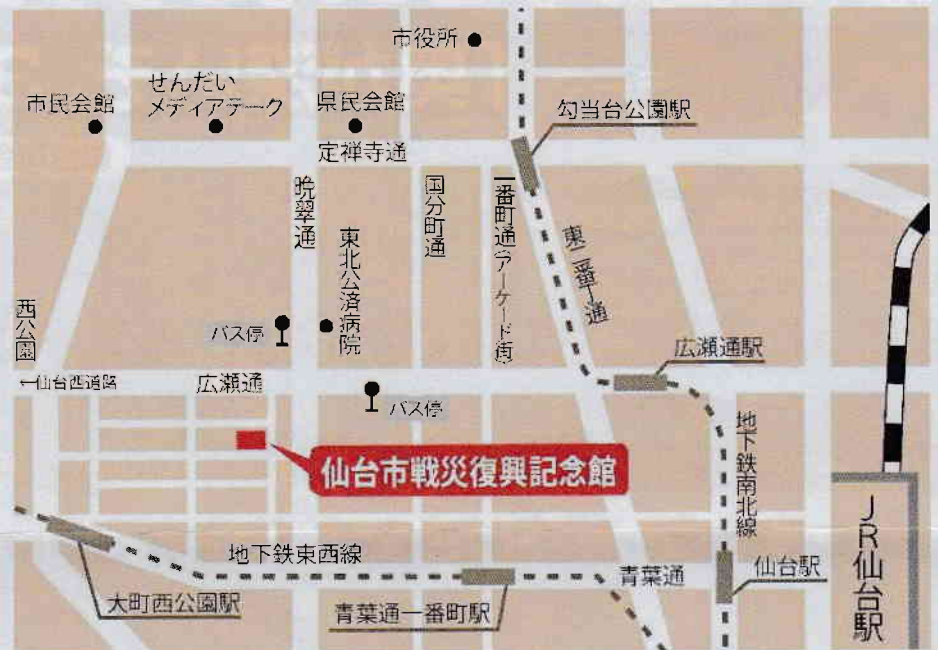 市役所
せんだい
メディアテーク
市民会館
県民会館
勾当台公園駅
定禅寺通
晩翠通
国分町通
一番町通(アーケード街)
東二番丁通
東北公済病院
西公園
バス停
広瀬通駅
←仙台西道路
広瀬通
バス停
地下鉄南北線
仙台市戦災復興記念館
JR仙台駅
地下鉄東西線
青葉通
仙台駅
大町西公園駅
青葉通一番町駅